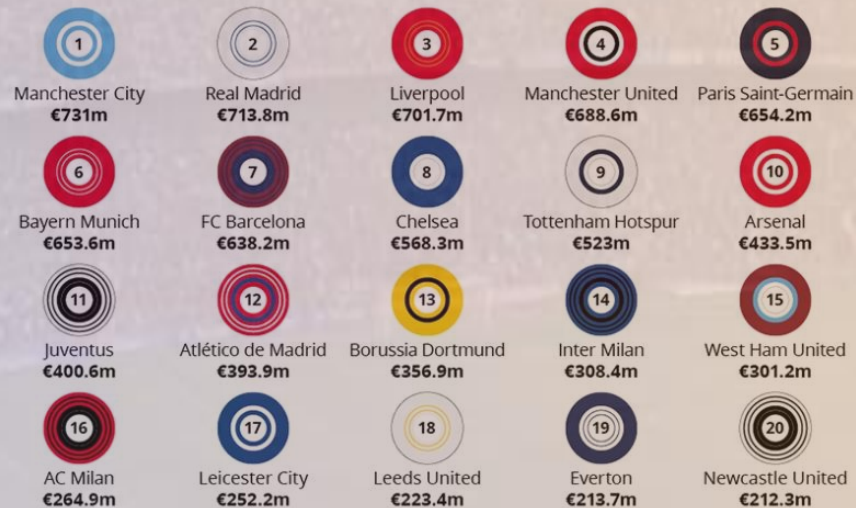 1 2 3 4 5
Manchester City Real Madrid Liverpool Manchester United Paris Saint-Germain
€731m €713.8m €701.7m €688.6m €654.2m
6 7 8 9 10
Bayern Munich FC Barcelona Chelsea Tottenham Hotspur Arsenal
€653.6m €638.2m €568.3m €523m €433.5m
11 12 13 14 15
Juventus Atlético de Madrid Borussia Dortmund Inter Milan West Ham United
€400.6m €393.9m €356.9m €308.4m €301.2m
16 17 18 19 20
AC Milan Leicester City Leeds United Everton Newcastle United
€264.9m €252.2m €223.4m €213.7m €212.3m